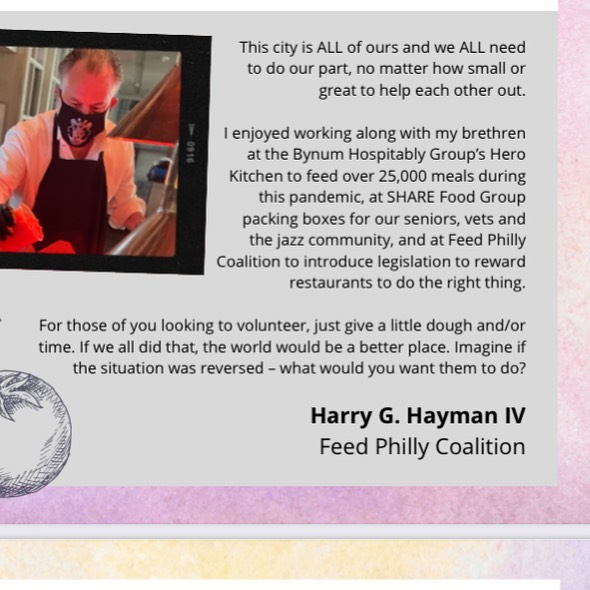 This city is ALL of ours and we ALL need
to do our part, no matter how small or
great to help each other out.
I enjoyed working along with my brethren
at the Bynum Hospitably Group's Hero
Kitchen to feed over 25,000 meals during
this pandemic, at SHARE Food Group
packing boxes for our seniors, vets and
the jazz community, and at Feed Philly
Coalition to introduce legislation to reward
restaurants to do the right thing.
For those of you looking to volunteer, just give a little dough and/or
time. If we all did that, the world would be a better place. Imagine if
the situation was reversed – what would you want them to do?
Harry G. Hayman IV
Feed Philly Coalition